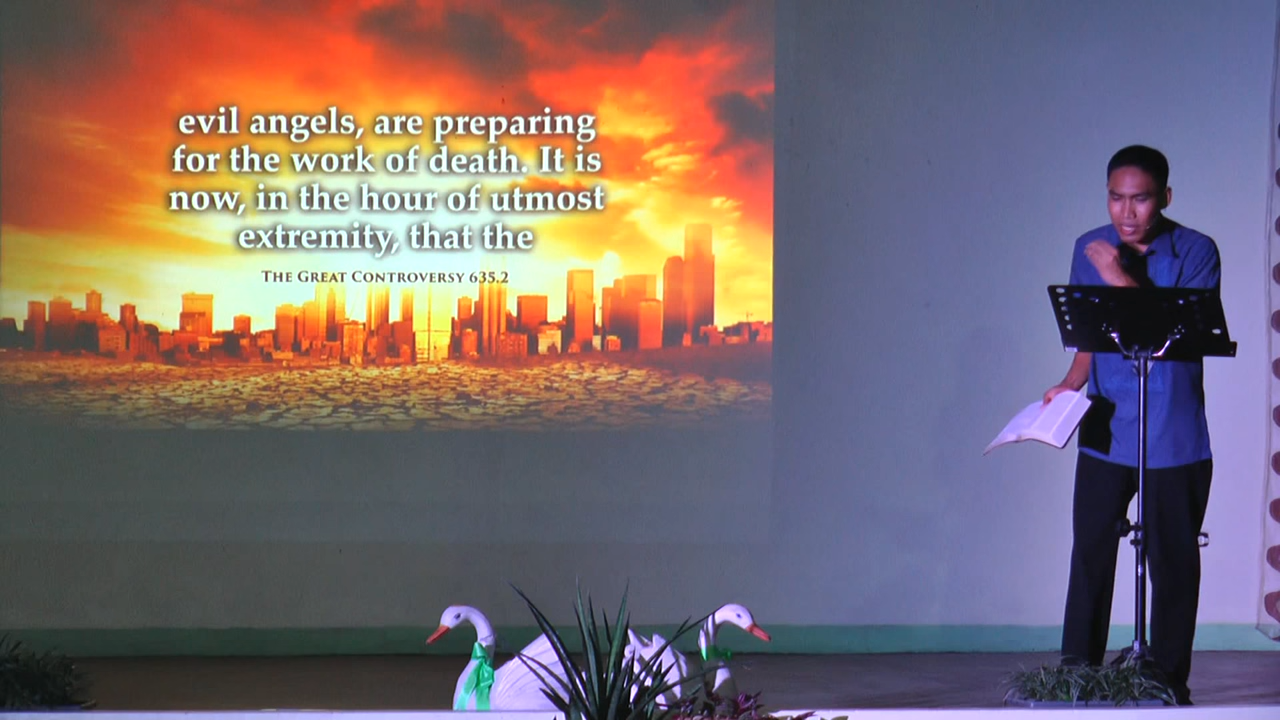 evil angels, are preparing
for the work of death. It is
now, in the hour of utmost
extremity, that the
THE GREAT CONTROVERSY 635.2